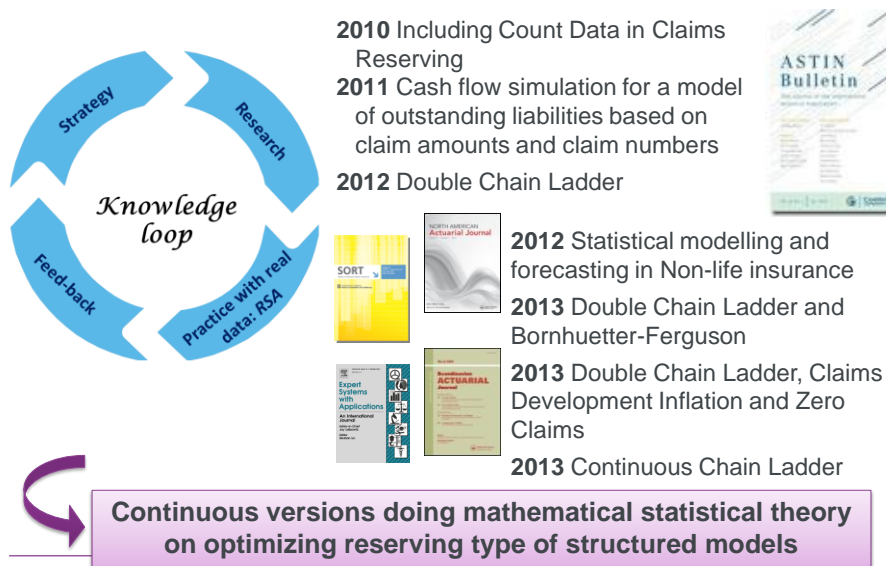 Strategy
Research
Knowledge
loop
Feed-back
Practice with real
data: RSA
2010 Including Count Data in Claims
Reserving
2011 Cash flow simulation for a model
of outstanding liabilities based on
claim amounts and claim numbers
2012 Double Chain Ladder
ASTIN
Bulletin
SORT
NORTH AMERICAN
Actuarial Journal
2012 Statistical modelling and
forecasting in Non-life insurance
2013 Double Chain Ladder and
Bornhuetter-Ferguson
Expert
Systems
with
Applications
An International
Journal
Scandinavian
ACTUARIAL
Journal
2013 Double Chain Ladder, Claims
Development Inflation and Zero
Claims
2013 Continuous Chain Ladder
Continuous versions doing mathematical statistical theory
on optimizing reserving type of structured models